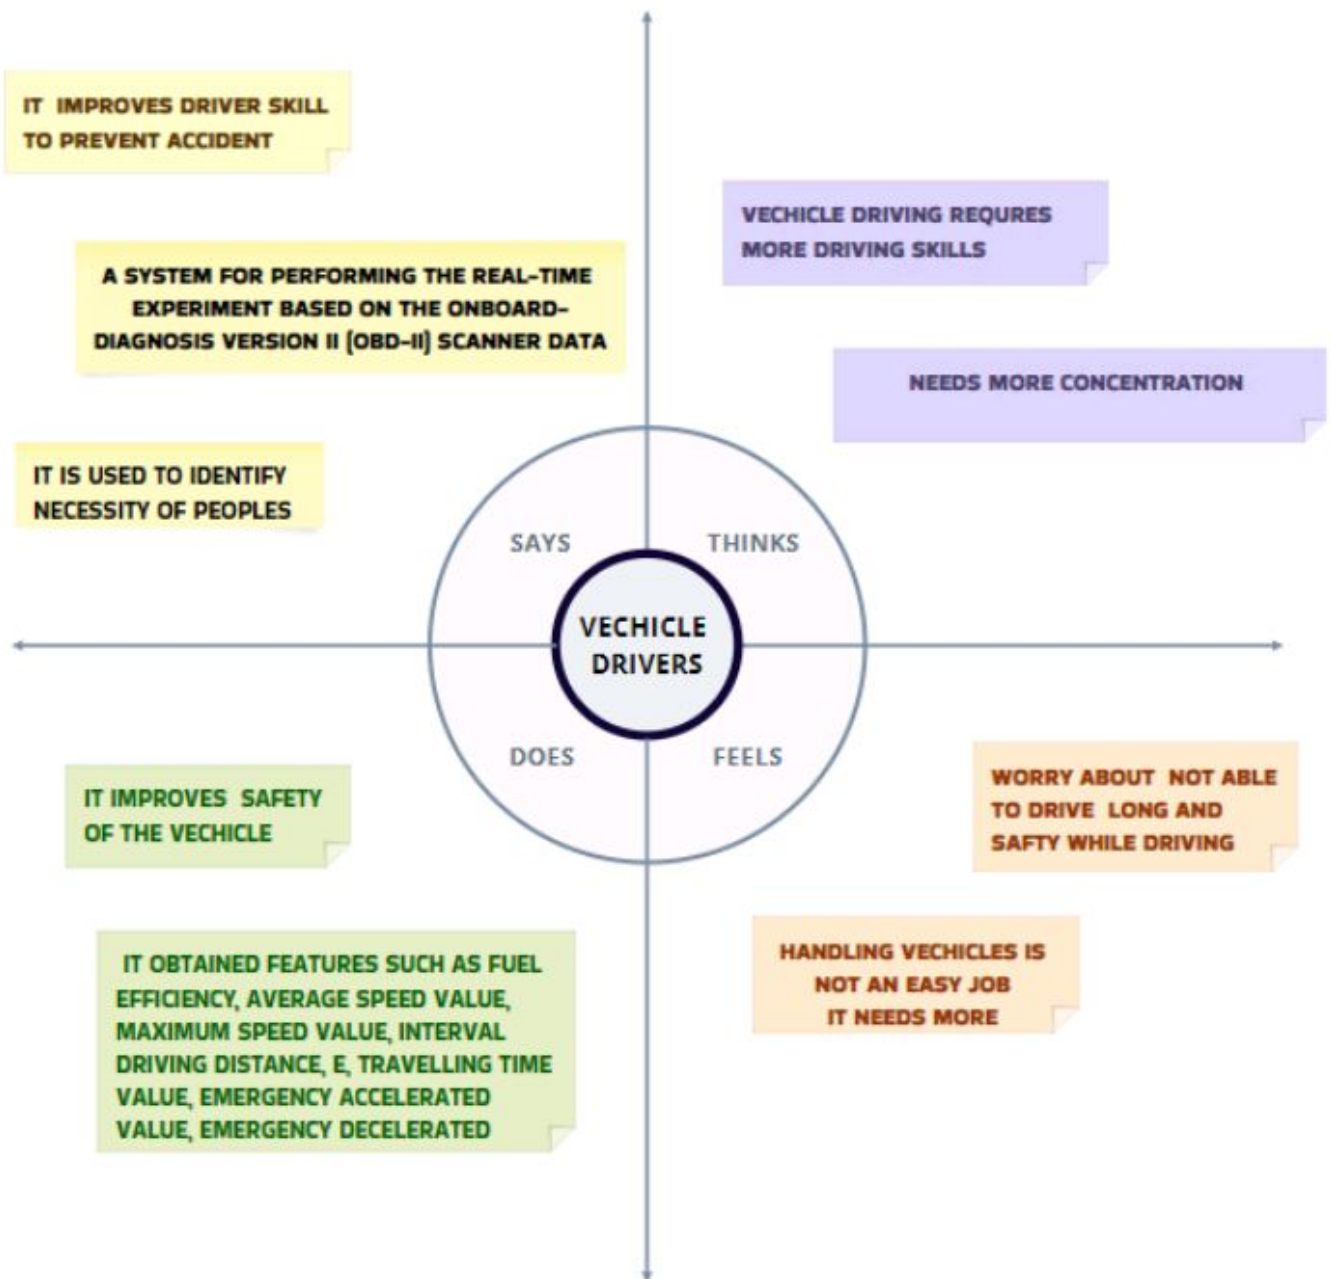 IT IMPROVES DRIVER SKILL
TO PREVENT ACCIDENT
A SYSTEM FOR PERFORMING THE REAL-TIME
EXPERIMENT BASED ON THE ONBOARD-
DIAGNOSIS VERSION II (OBD-II) SCANNER DATA
IT IS USED TO IDENTIFY
NECESSITY OF PEOPLES
VECHICLE DRIVING REQURES
MORE DRIVING SKILLS
NEEDS MORE CONCENTRATION
SAYS
THINKS
VECHICLE
DRIVERS
DOES
FEELS
IT IMPROVES SAFETY
OF THE VECHICLE
IT OBTAINED FEATURES SUCH AS FUEL
EFFICIENCY, AVERAGE SPEED VALUE,
MAXIMUM SPEED VALUE, INTERVAL
DRIVING DISTANCE, E, TRAVELLING TIME
VALUE, EMERGENCY ACCELERATED
VALUE, EMERGENCY DECELERATED
WORRY ABOUT NOT ABLE
TO DRIVE LONG AND
SAFTY WHILE DRIVING
HANDLING VECHICLES IS
NOT AN EASY JOB
IT NEEDS MORE